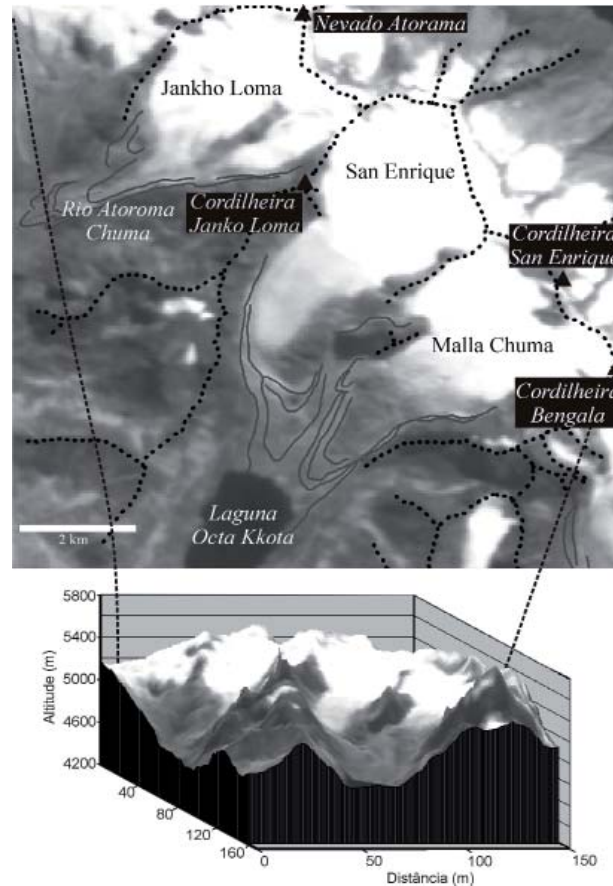 Nevado Atorama
Jankho Loma
San Enrique
Rio Atoroma
Chuma
Cordilheira
Janko Loma
Cordilheira
San Enrique
Malla Chuma
Cordilheira
Bengala
Laguna
Octa Kkota
2 km
5800
5400
5000
4600
4200
Altitude (m)
40
80
120
160
0
50
100
150
Distância (m)